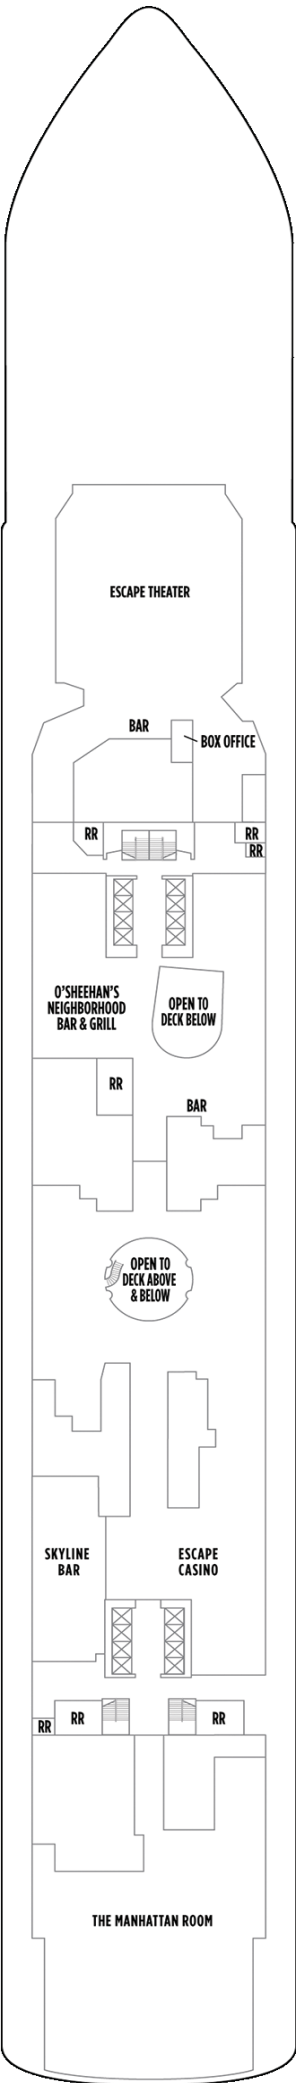 ESCAPE THEATER
BAR
BOX OFFICE
RR
RR
RR
O'SHEEHAN'S
NEIGHBORHOOD
BAR & GRILL
OPEN TO
DECK BELOW
RR
BAR
OPEN TO
DECK ABOVE
& BELOW
SKYLINE
BAR
ESCAPE
CASINO
RR
RR
RR
THE MANHATTAN ROOM